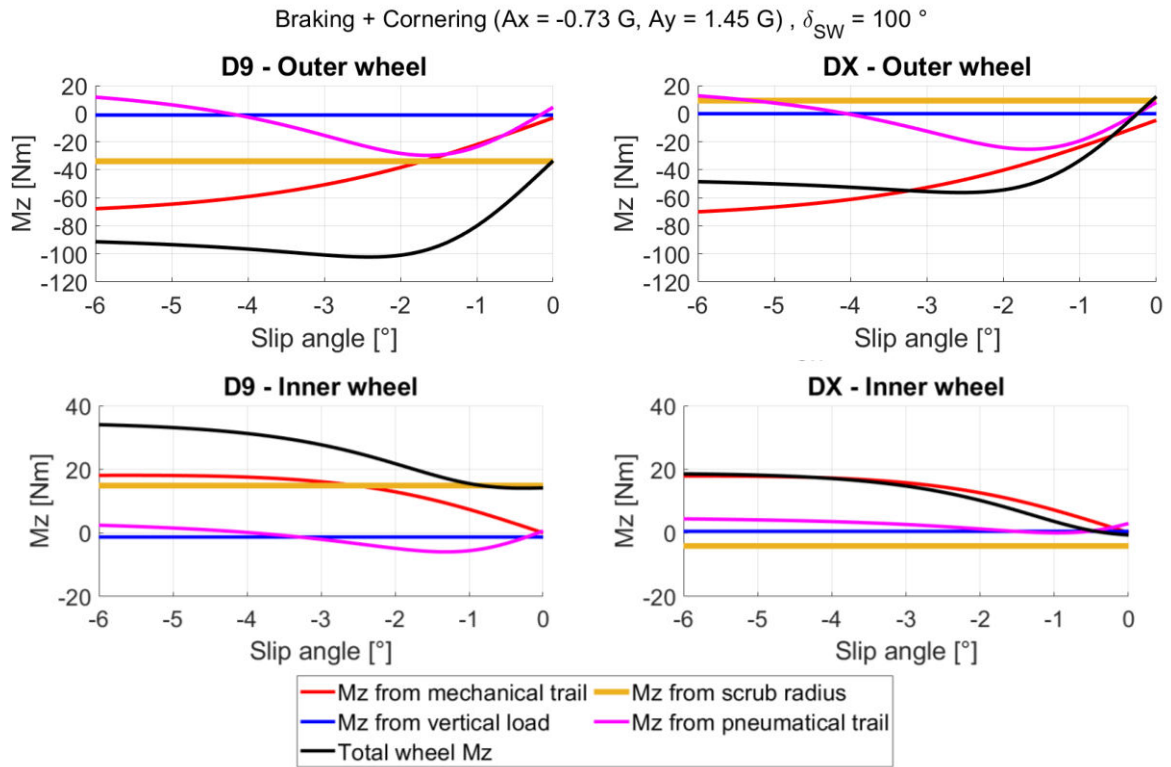 Braking + Cornering (Ax = -0.73 G, Ay = 1.45 G) , δSW = 100 °
D9 - Outer wheel
Mz [Nm]
20
0
-20
-40
-60
-80
-100
-120
-6 -5 -4 -3 -2 -1 0
Slip angle [°]
DX - Outer wheel
Mz [Nm]
20
0
-20
-40
-60
-80
-100
-120
-6 -5 -4 -3 -2 -1 0
Slip angle [°]
D9 - Inner wheel
Mz [Nm]
40
20
0
-20
-6 -5 -4 -3 -2 -1 0
Slip angle [°]
DX - Inner wheel
Mz [Nm]
40
20
0
-20
-6 -5 -4 -3 -2 -1 0
Slip angle [°]
Mz from mechanical trail Mz from scrub radius
Mz from vertical load Mz from pneumatical trail
Total wheel Mz